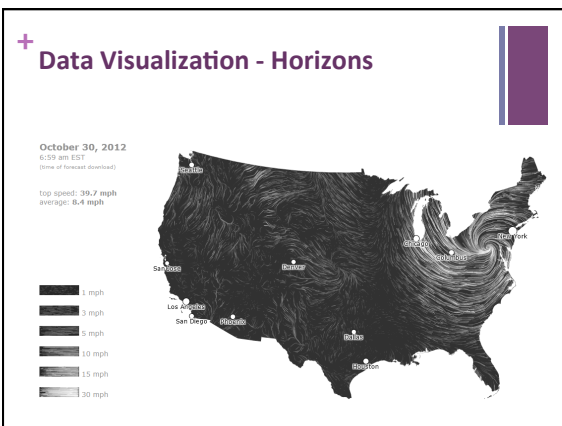 +
Data Visualization - Horizons
October 30, 2012
6:59 am EST
(time of forecast download)
top speed: 39.7 mph
average: 8.4 mph
Seattle
New York
Chicago
Columbus
San Jose
Denver
Los Angeles
San Diego
Phoenix
Dallas
Houston
1 mph
3 mph
5 mph
10 mph
15 mph
30 mph